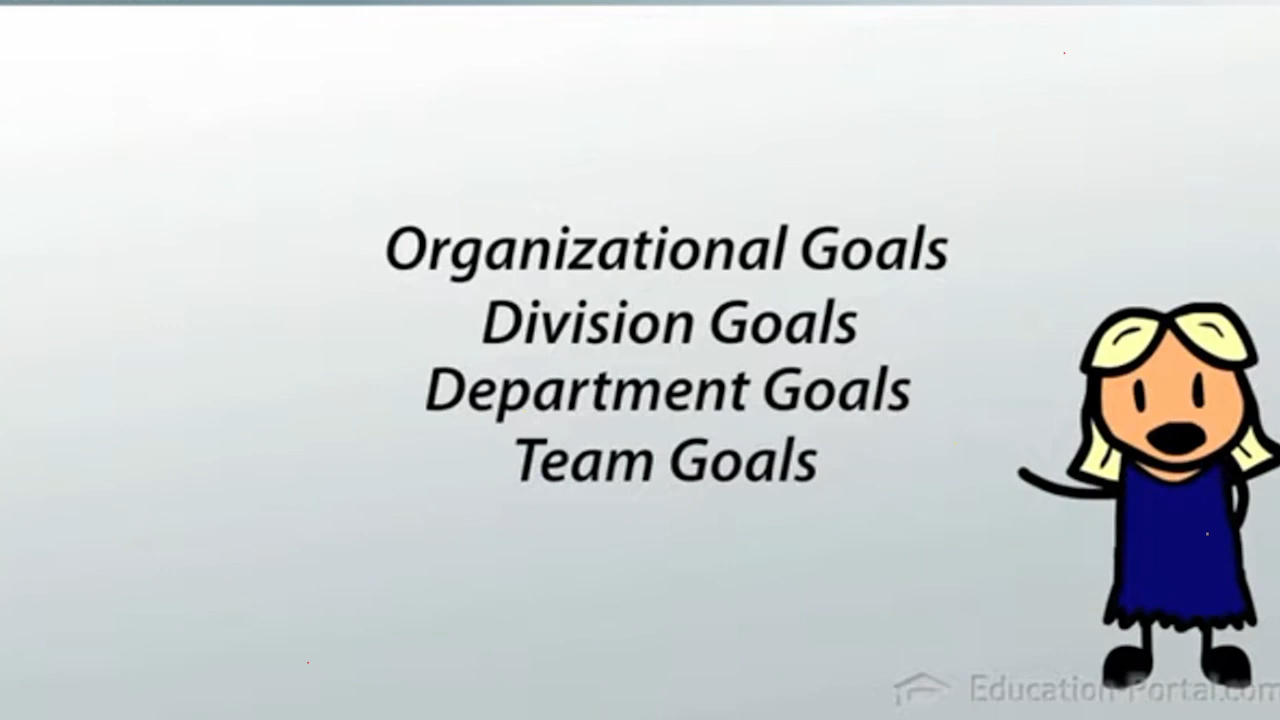 Organizational Goals
Division Goals
Department Goals
Team Goals
Education-Portal.com